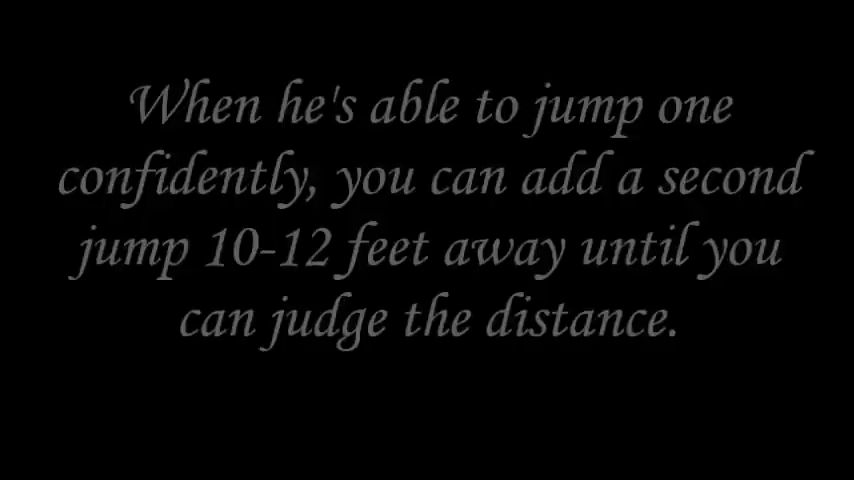 When he's able to jump one
confidently, you can add a second
jump 10-12 feet away until you
can judge the distance.